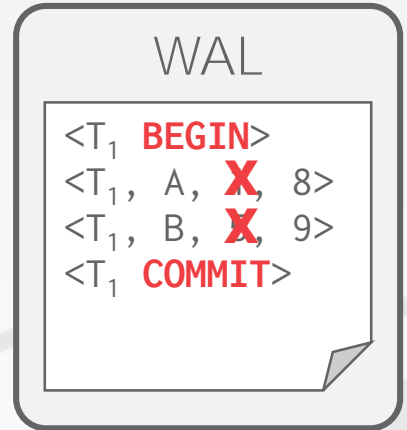 WAL
<T₁ BEGIN>
<T₁, A, X, 8>
<T₁, B, X, 9>
<T₁ COMMIT>